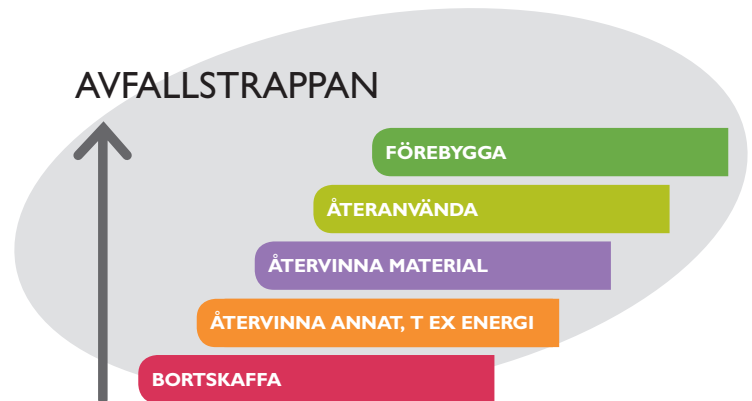 AVFALLSTRAPPAN
FÖREBYGGA
ÅTERANVÄNDA
ÅTERVINNA MATERIAL
ÅTERVINNA ANNAT, T EX ENERGI
BORTSKAFFA